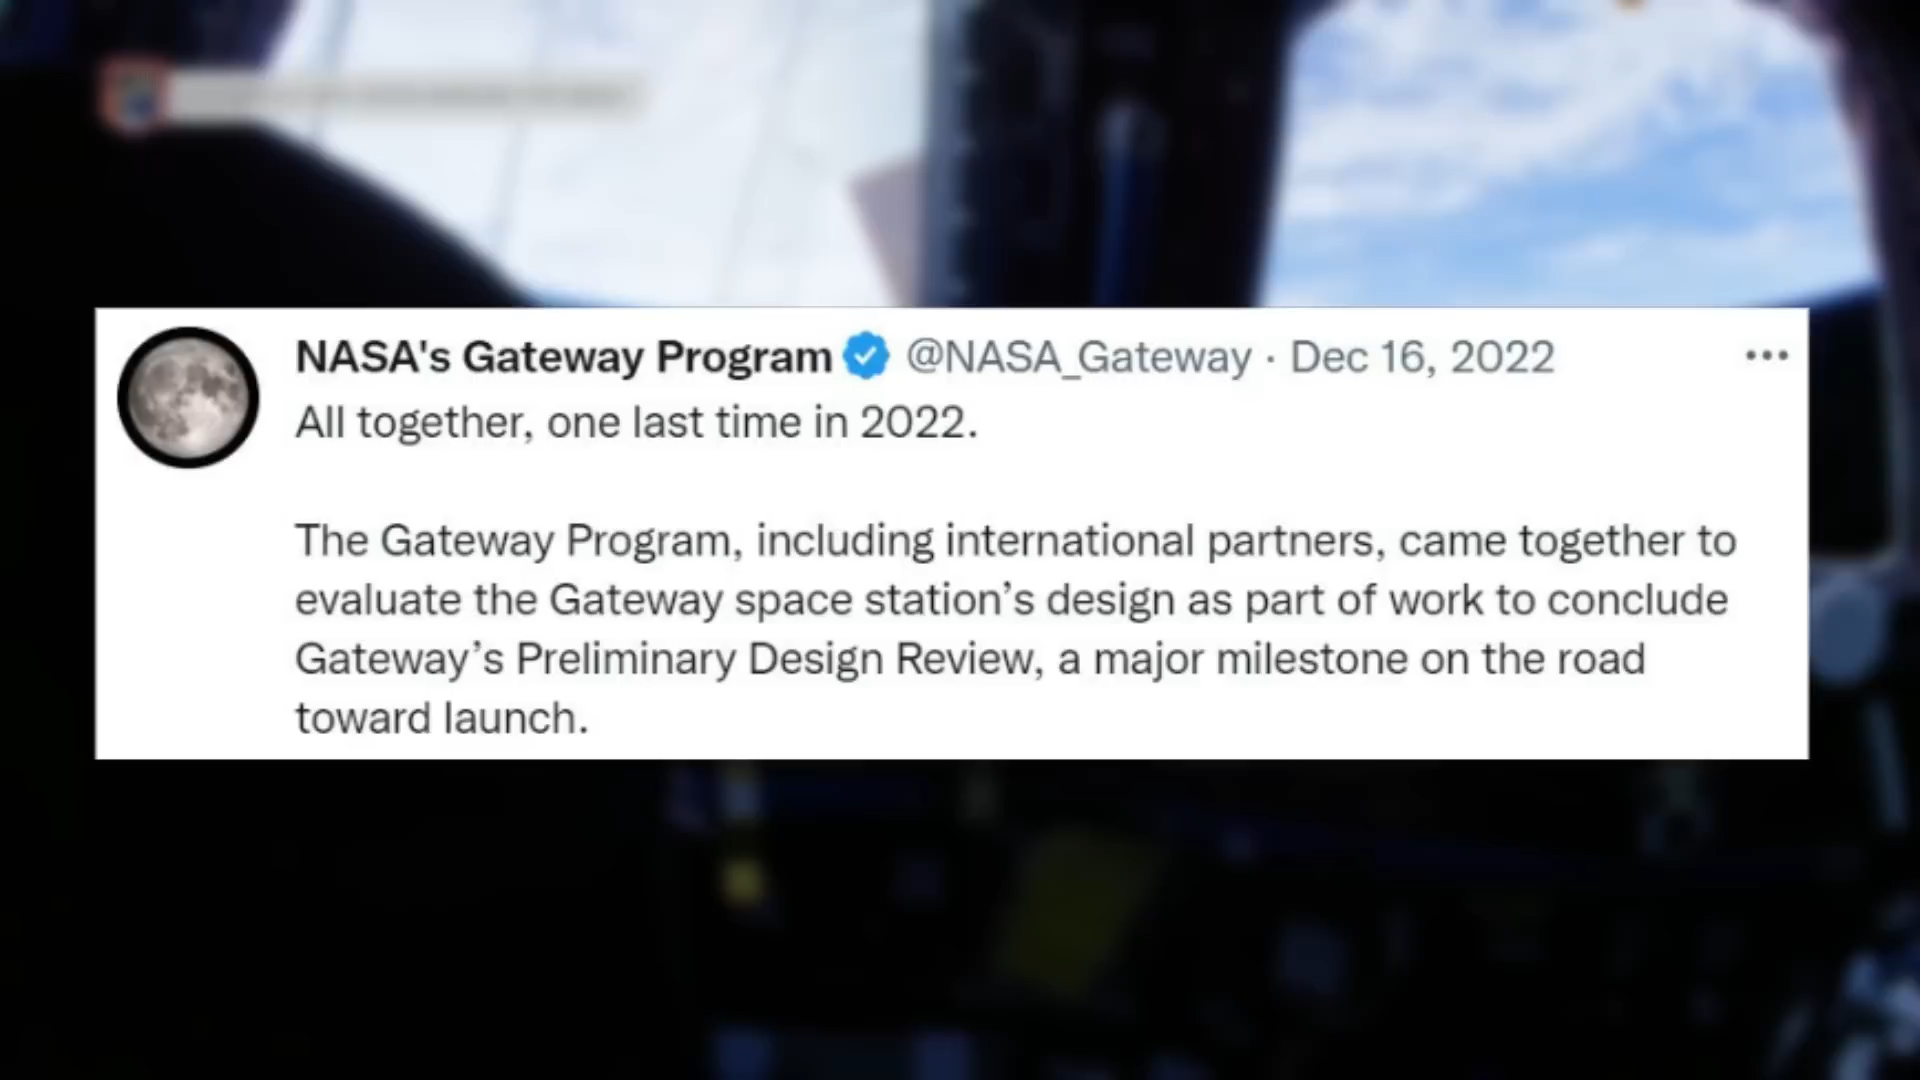 NASA's Gateway Program @NASA_Gateway · Dec 16, 2022
All together, one last time in 2022.
The Gateway Program, including international partners, came together to
evaluate the Gateway space station’s design as part of work to conclude
Gateway’s Preliminary Design Review, a major milestone on the road
toward launch.